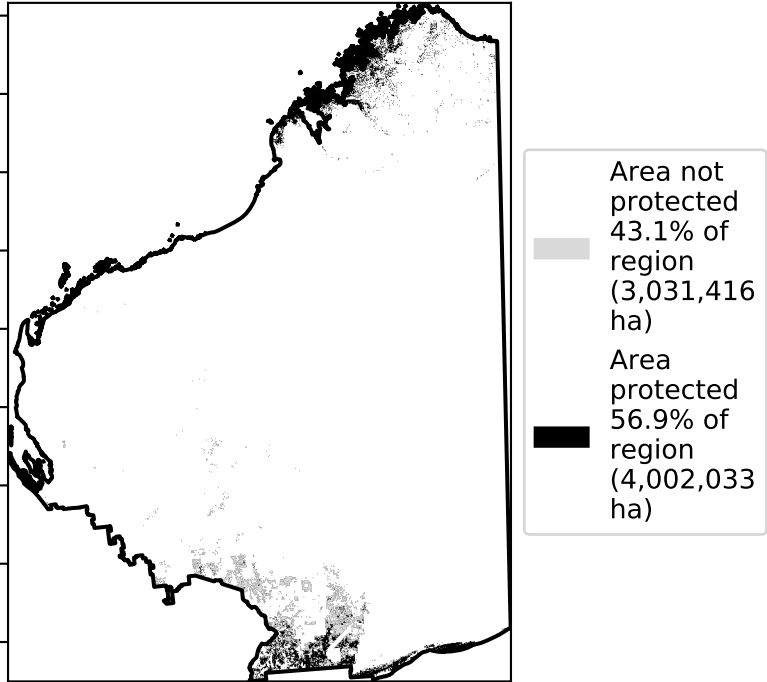 Area not
protected
43.1% of
region
(3,031,416
ha)
Area
protected
56.9% of
region
(4,002,033
ha)